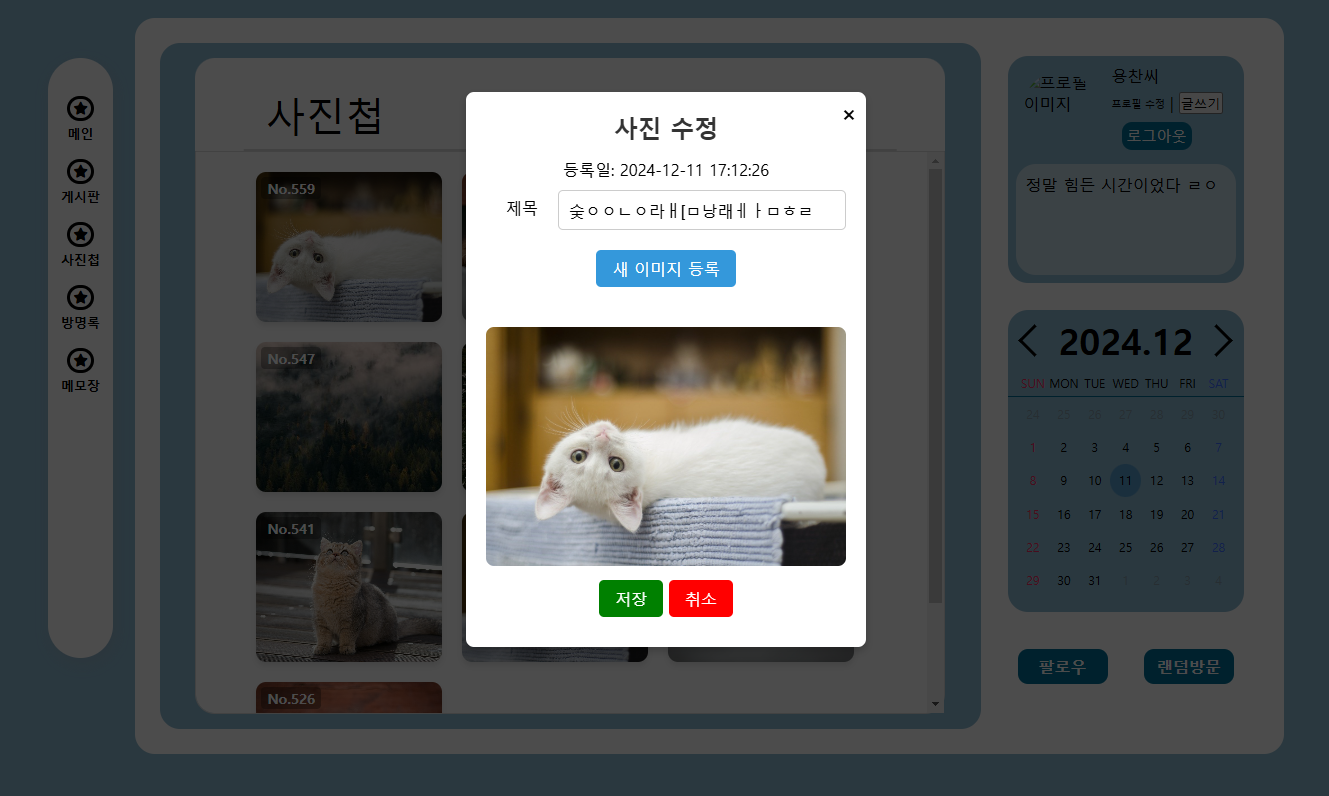 메인
게시판
사진첩
방명록
메모장
사진첩
No.559
No.547
No.541
No.526
사진 수정
×
등록일: 2024-12-11 17:12:26
제목
숮ㅇㅇㄴㅇ라ㅐ[ㅁ낭래ㅔㅏㅁㅎㄹ
새 이미지 등록
저장 취소
프로필
이미지
용찬씨
프로필 수정 | 글쓰기
로그아웃
정말 힘든 시간이었다 ㄹㅇ
2024.12
SUN MON TUE WED THU FRI SAT
24 25 26 27 28 29 30
1 2 3 4 5 6 7
8 9 10 11 12 13 14
15 16 17 18 19 20 21
22 23 24 25 26 27 28
29 30 31 1 2 3 4
팔로우 랜덤방문